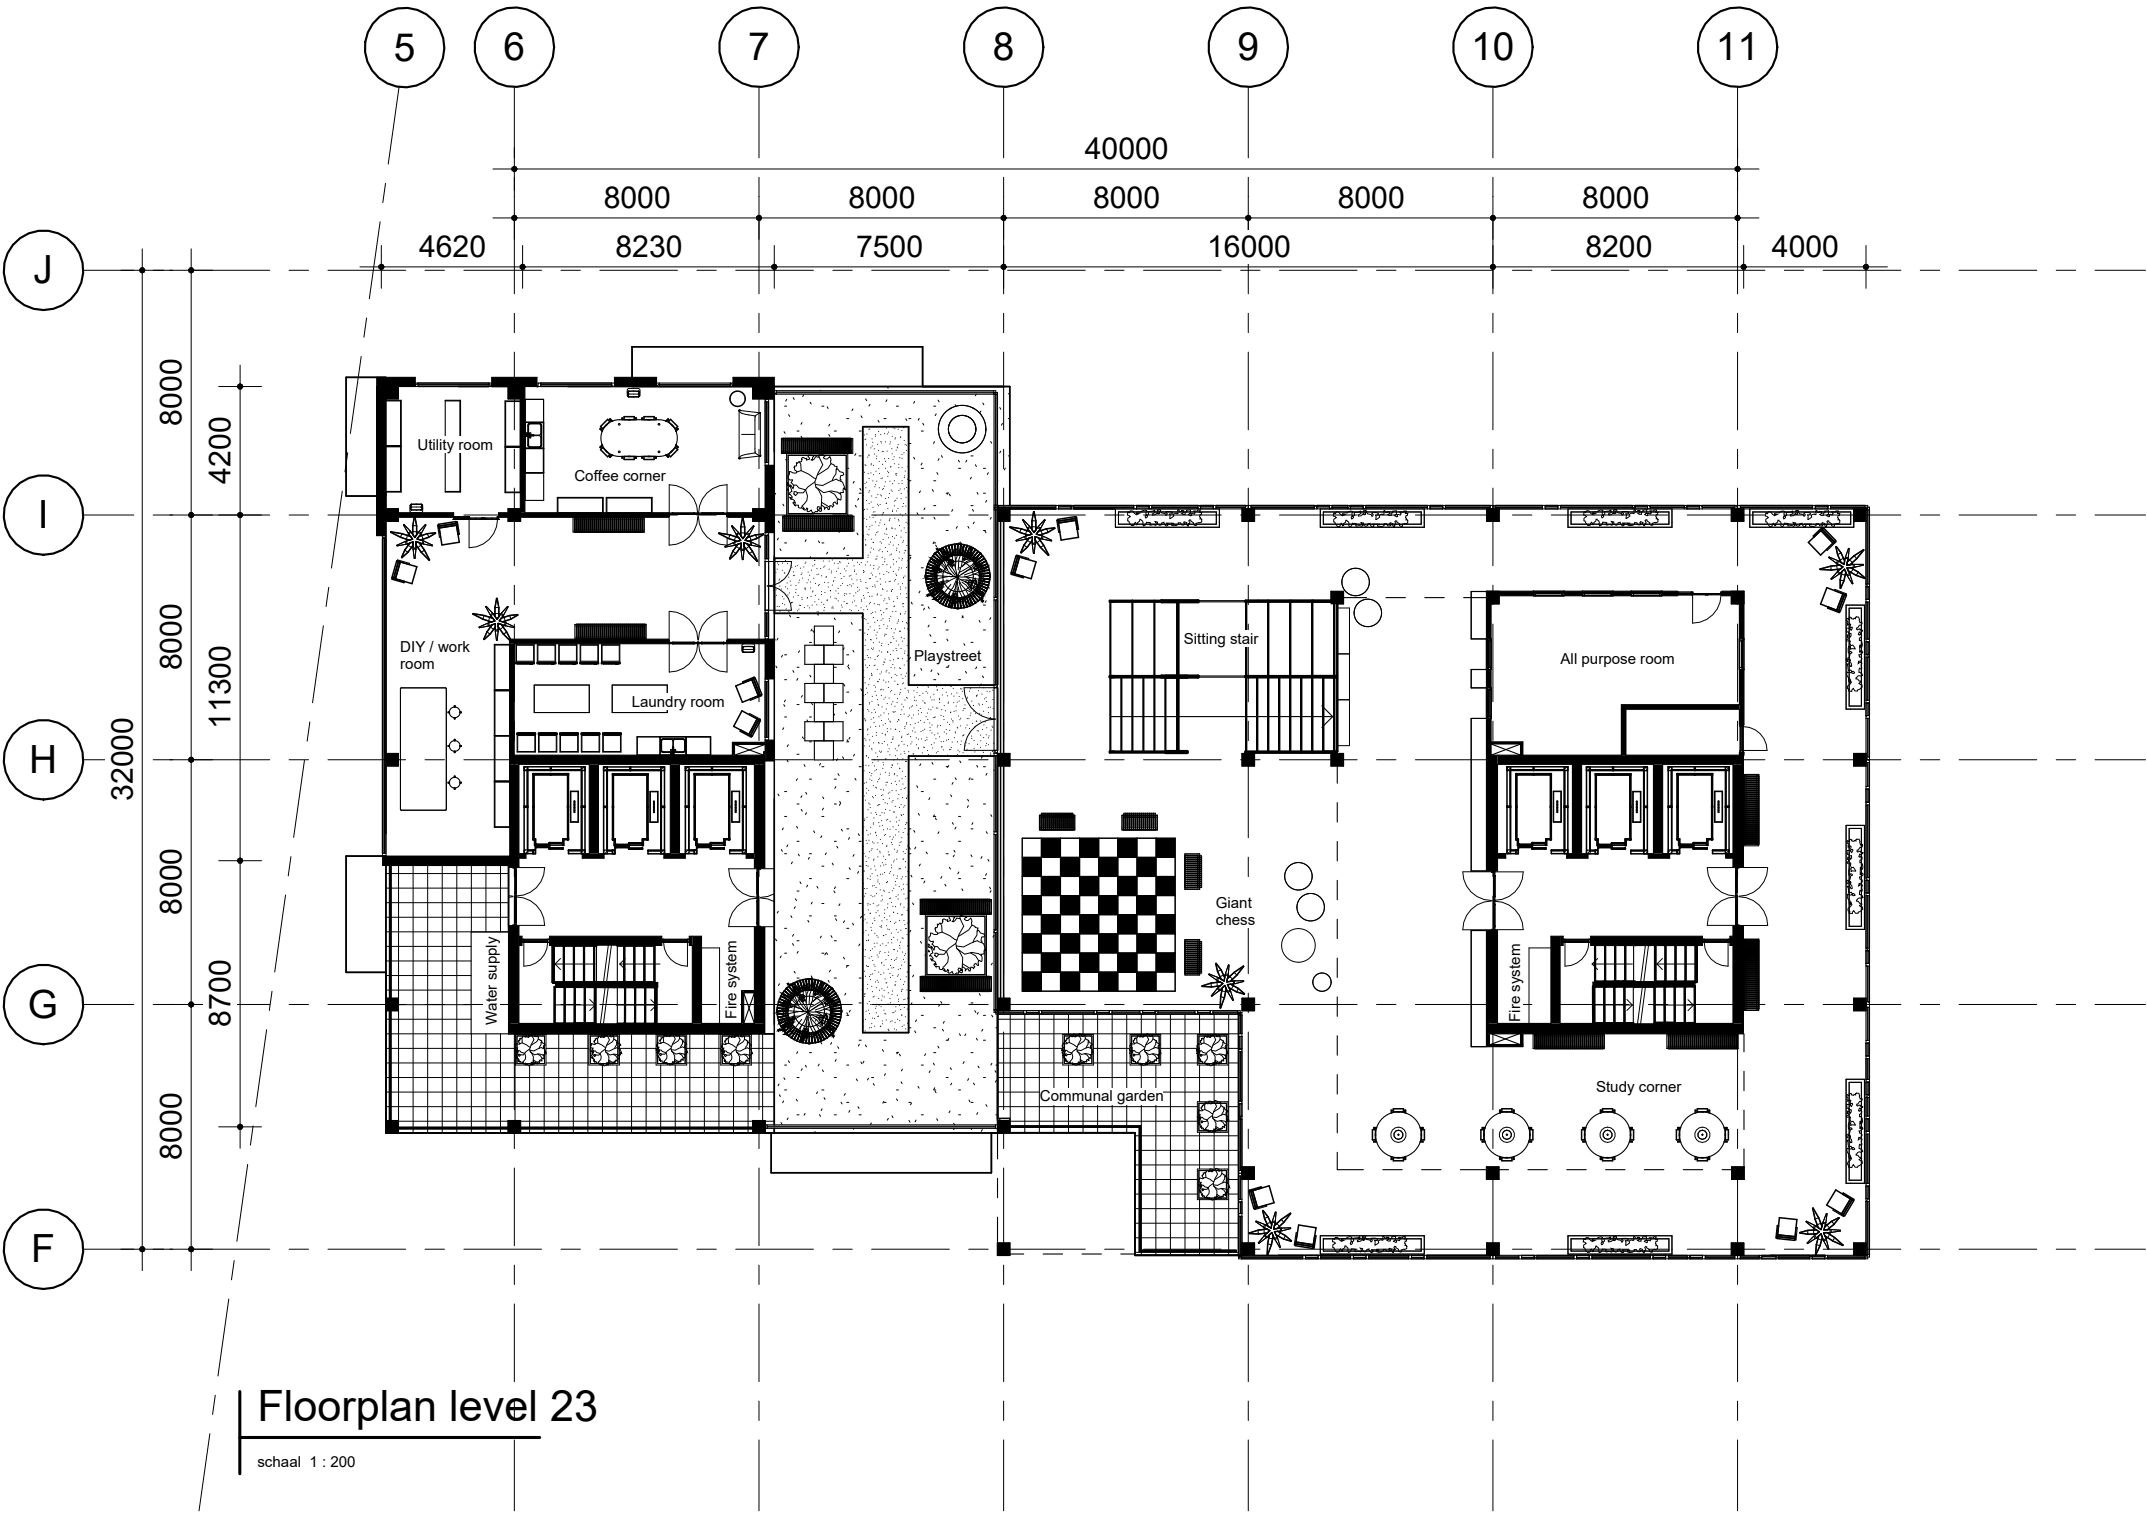 5 6 7 8 9 10 11
40000
8000 8000 8000 8000 8000
4620 8230 7500 16000 8200 4000
J
I
H
G
F
8000
8000
8000
8000
32000
4200
11300
8700
Utility room
Coffee corner
DIY / work
room
Laundry room
Playstreet
Sitting stair
All purpose room
Giant
chess
Water supply
Fire system
Fire system
Communal garden
Study corner
Floorplan level 23
schaal 1 : 200